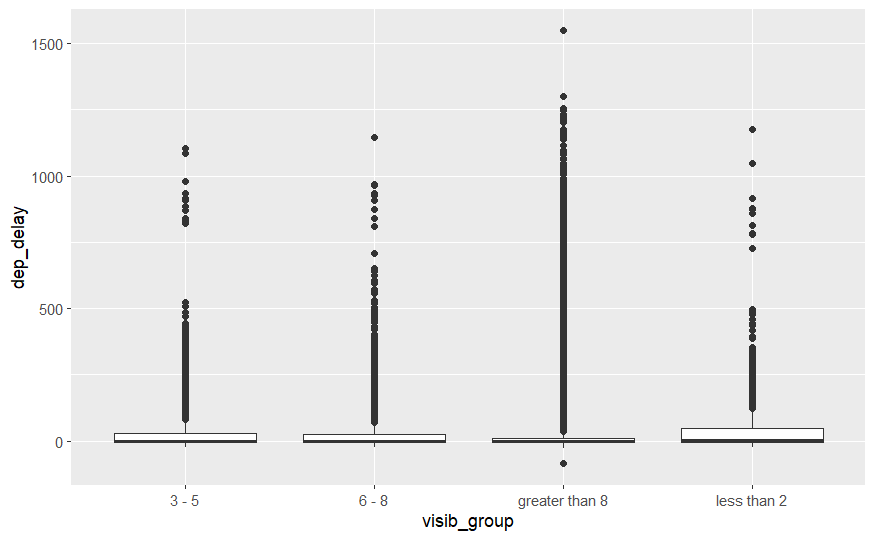 1500
1000
500
0
dep_delay
3 - 5
6 - 8
greater than 8
less than 2
visib_group